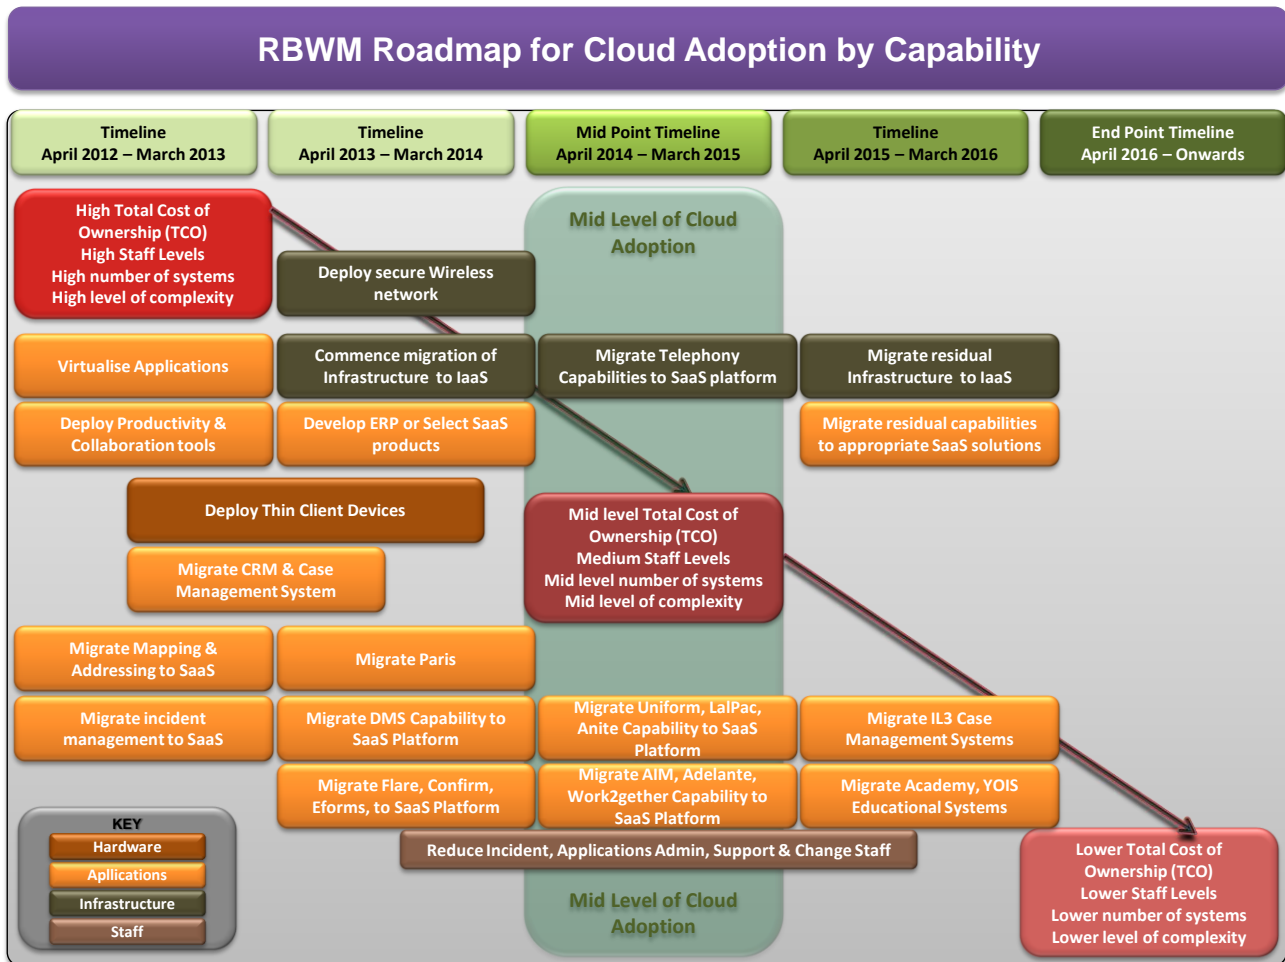 RBWM Roadmap for Cloud Adoption by Capability
Timeline
April 2012 – March 2013
Timeline
April 2013 – March 2014
Mid Point Timeline
April 2014 – March 2015
Timeline
April 2015 – March 2016
End Point Timeline
April 2016 – Onwards
High Total Cost of
Ownership (TCO)
High Staff Levels
High number of systems
High level of complexity
Mid Level of Cloud
Adoption
Deploy secure Wireless
network
Virtualise Applications
Commence migration of
Infrastructure to IaaS
Migrate Telephony
Capabilities to SaaS platform
Migrate residual
Infrastructure to IaaS
Deploy Productivity &
Collaboration tools
Develop ERP or Select SaaS
products
Migrate residual capabilities
to appropriate SaaS solutions
Deploy Thin Client Devices
Mid level Total Cost of
Ownership (TCO)
Medium Staff Levels
Mid level number of systems
Mid level of complexity
Migrate CRM & Case
Management System
Migrate Mapping &
Addressing to SaaS
Migrate Paris
Migrate incident
management to SaaS
Migrate DMS Capability to
SaaS Platform
Migrate Uniform, LalPac,
Anite Capability to SaaS
Platform
Migrate IL3 Case
Management Systems
Migrate Flare, Confirm,
Eforms, to SaaS Platform
Migrate AIM, Adelante,
Work2gether Capability to
SaaS Platform
Migrate Academy, YOIS
Educational Systems
KEY
Hardware
Apllications
Infrastructure
Staff
Reduce Incident, Applications Admin, Support & Change Staff
Mid Level of Cloud
Adoption
Lower Total Cost of
Ownership (TCO)
Lower Staff Levels
Lower number of systems
Lower level of complexity